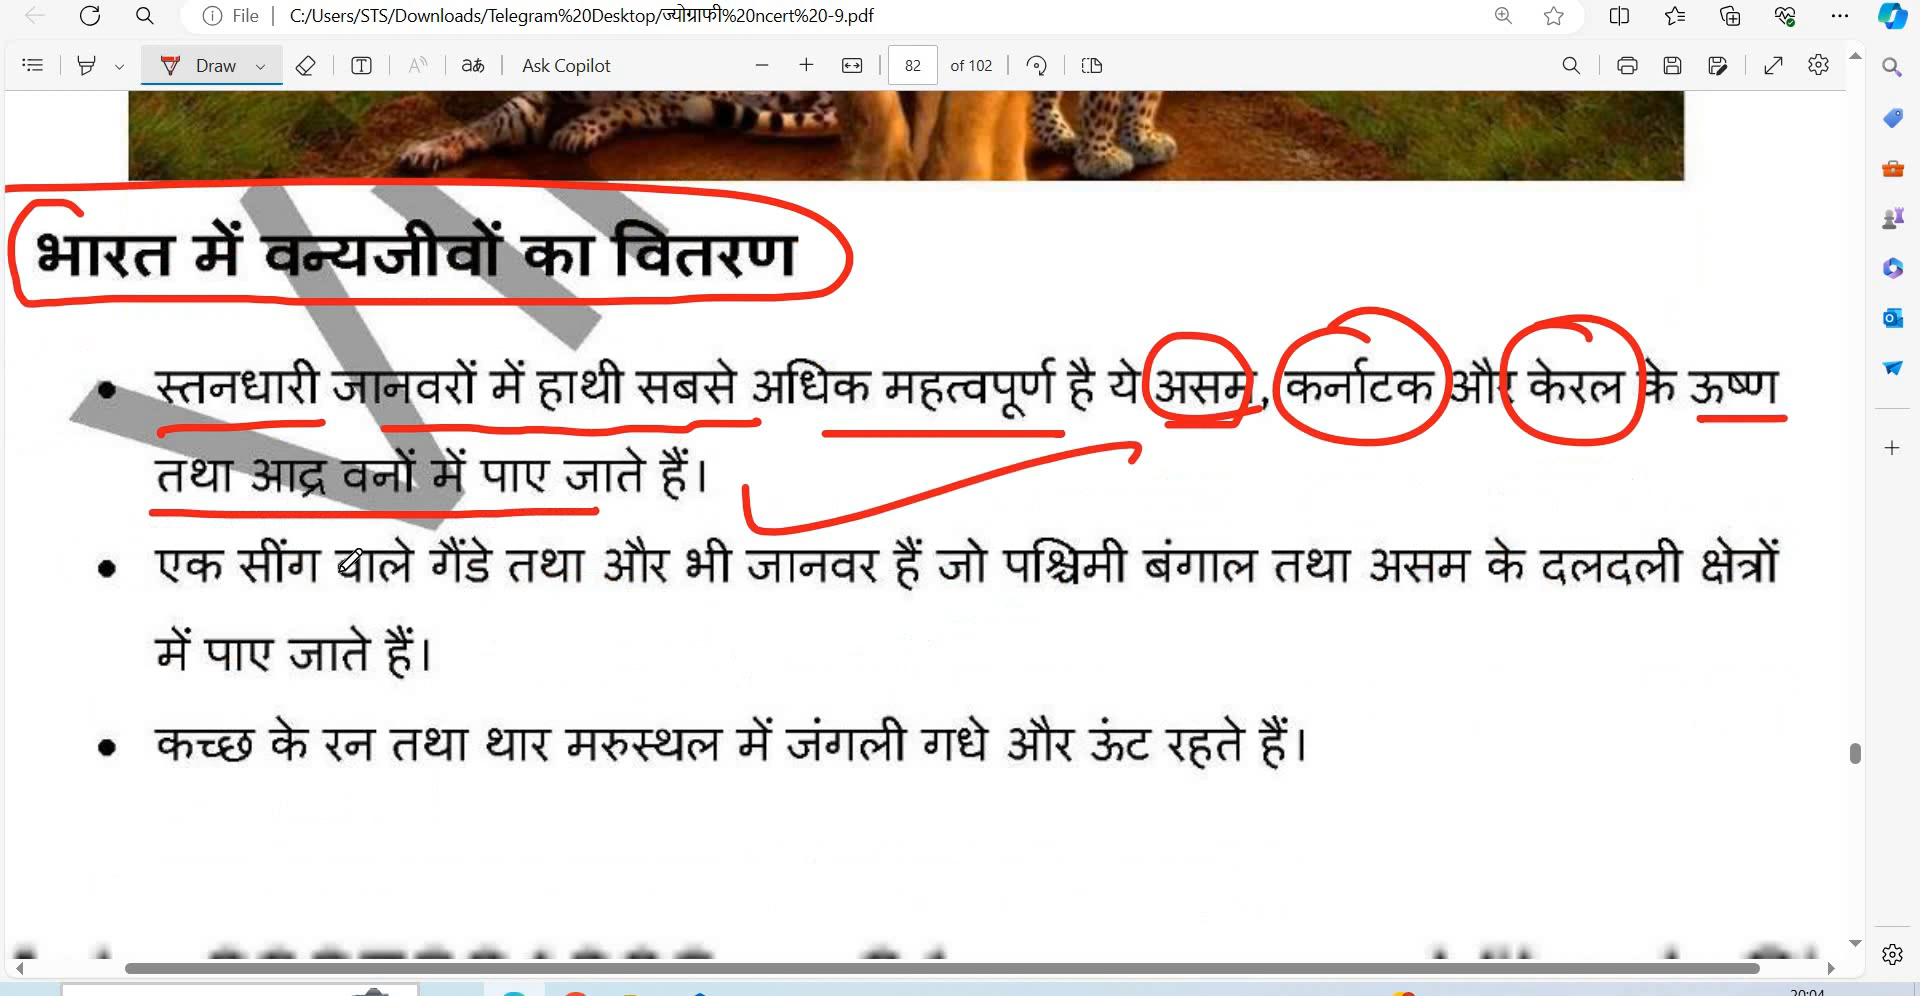 File
C:/Users/STS/Downloads/Telegram%20Desktop/ज्योग्राफी%20ncert%20-9.pdf
Draw
Ask Copilot
82 of 102
भारत में वन्यजीवों का वितरण
• स्तनधारी जानवरों में हाथी सबसे अधिक महत्वपूर्ण है ये असम, कर्नाटक और केरल के ऊष्ण
तथा आद्र वनों में पाए जाते हैं।
• एक सींग वाले गैंडे तथा और भी जानवर हैं जो पश्चिमी बंगाल तथा असम के दलदली क्षेत्रों
में पाए जाते हैं।
• कच्छ के रन तथा थार मरुस्थल में जंगली गधे और ऊंट रहते हैं।
20:04